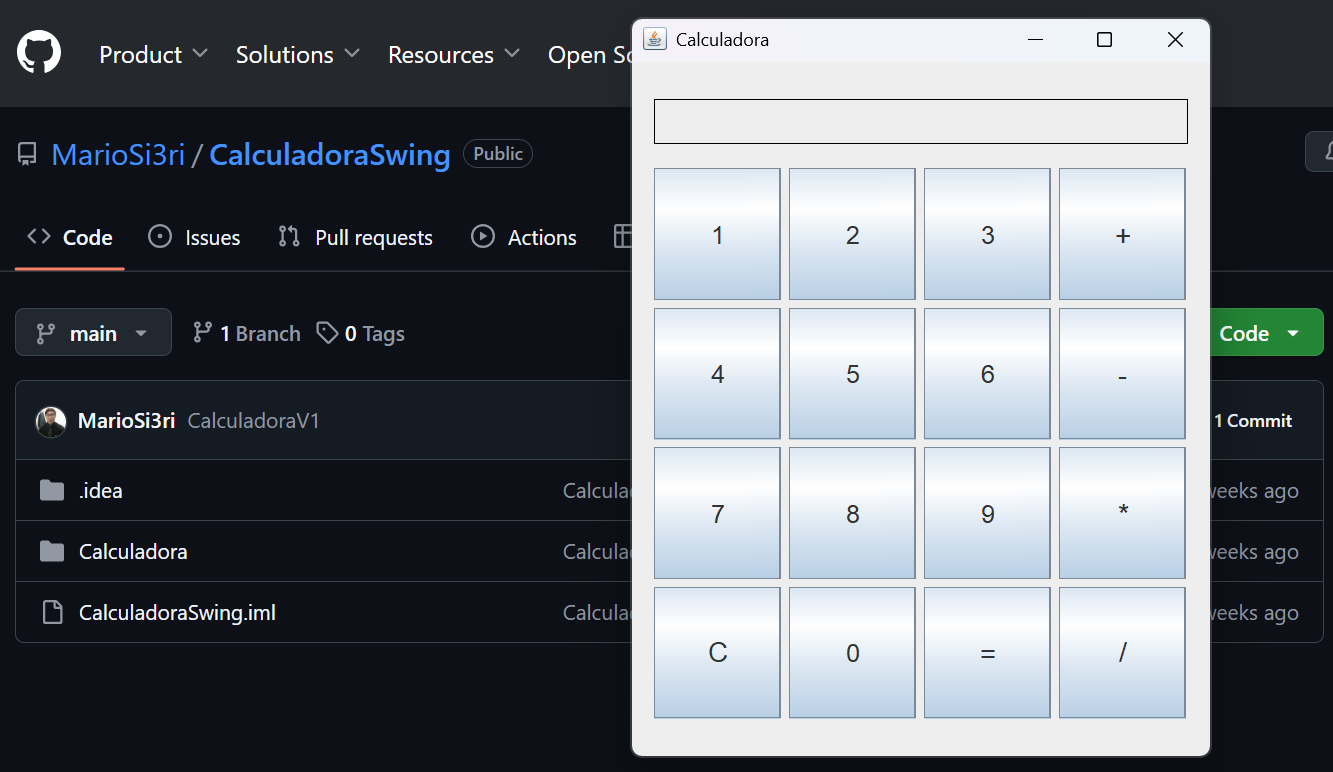 Product Solutions Resources Open So
MarioSi3ri / CalculadoraSwing Public
Code Issues Pull requests Actions
main 1 Branch 0 Tags Code
MarioSi3ri CalculadoraV1 1 Commit
.idea Calcula weeks ago
Calculadora Calcula weeks ago
CalculadoraSwing.iml Calcula weeks ago
Calculadora
1 2 3 +
4 5 6 -
7 8 9 *
C 0 = /